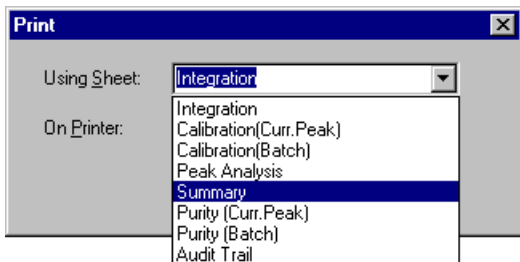 Print
Using Sheet: Integration
Integration
On Printer:
Calibration(Curr.Peak)
Calibration(Batch)
Peak Analysis
Summary
Purity (Curr.Peak)
Purity (Batch)
Audit Trail